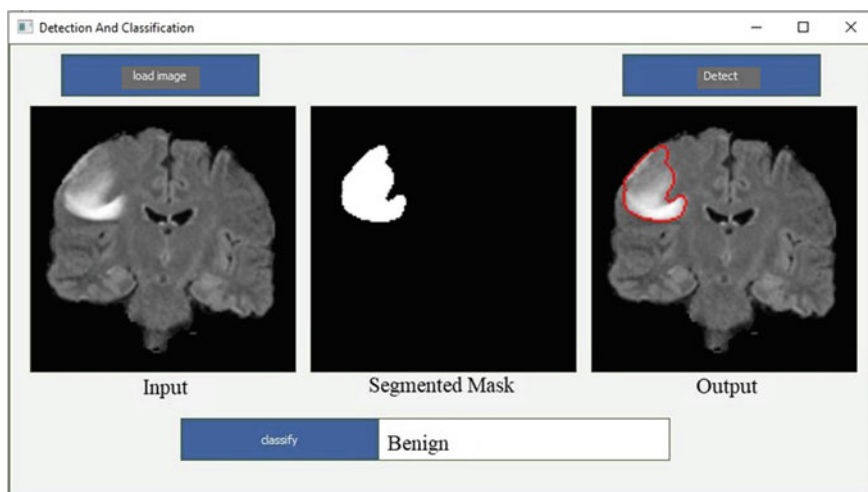 Detection And Classification
load image
Detect
Input
Segmented Mask
Output
classify
Benign